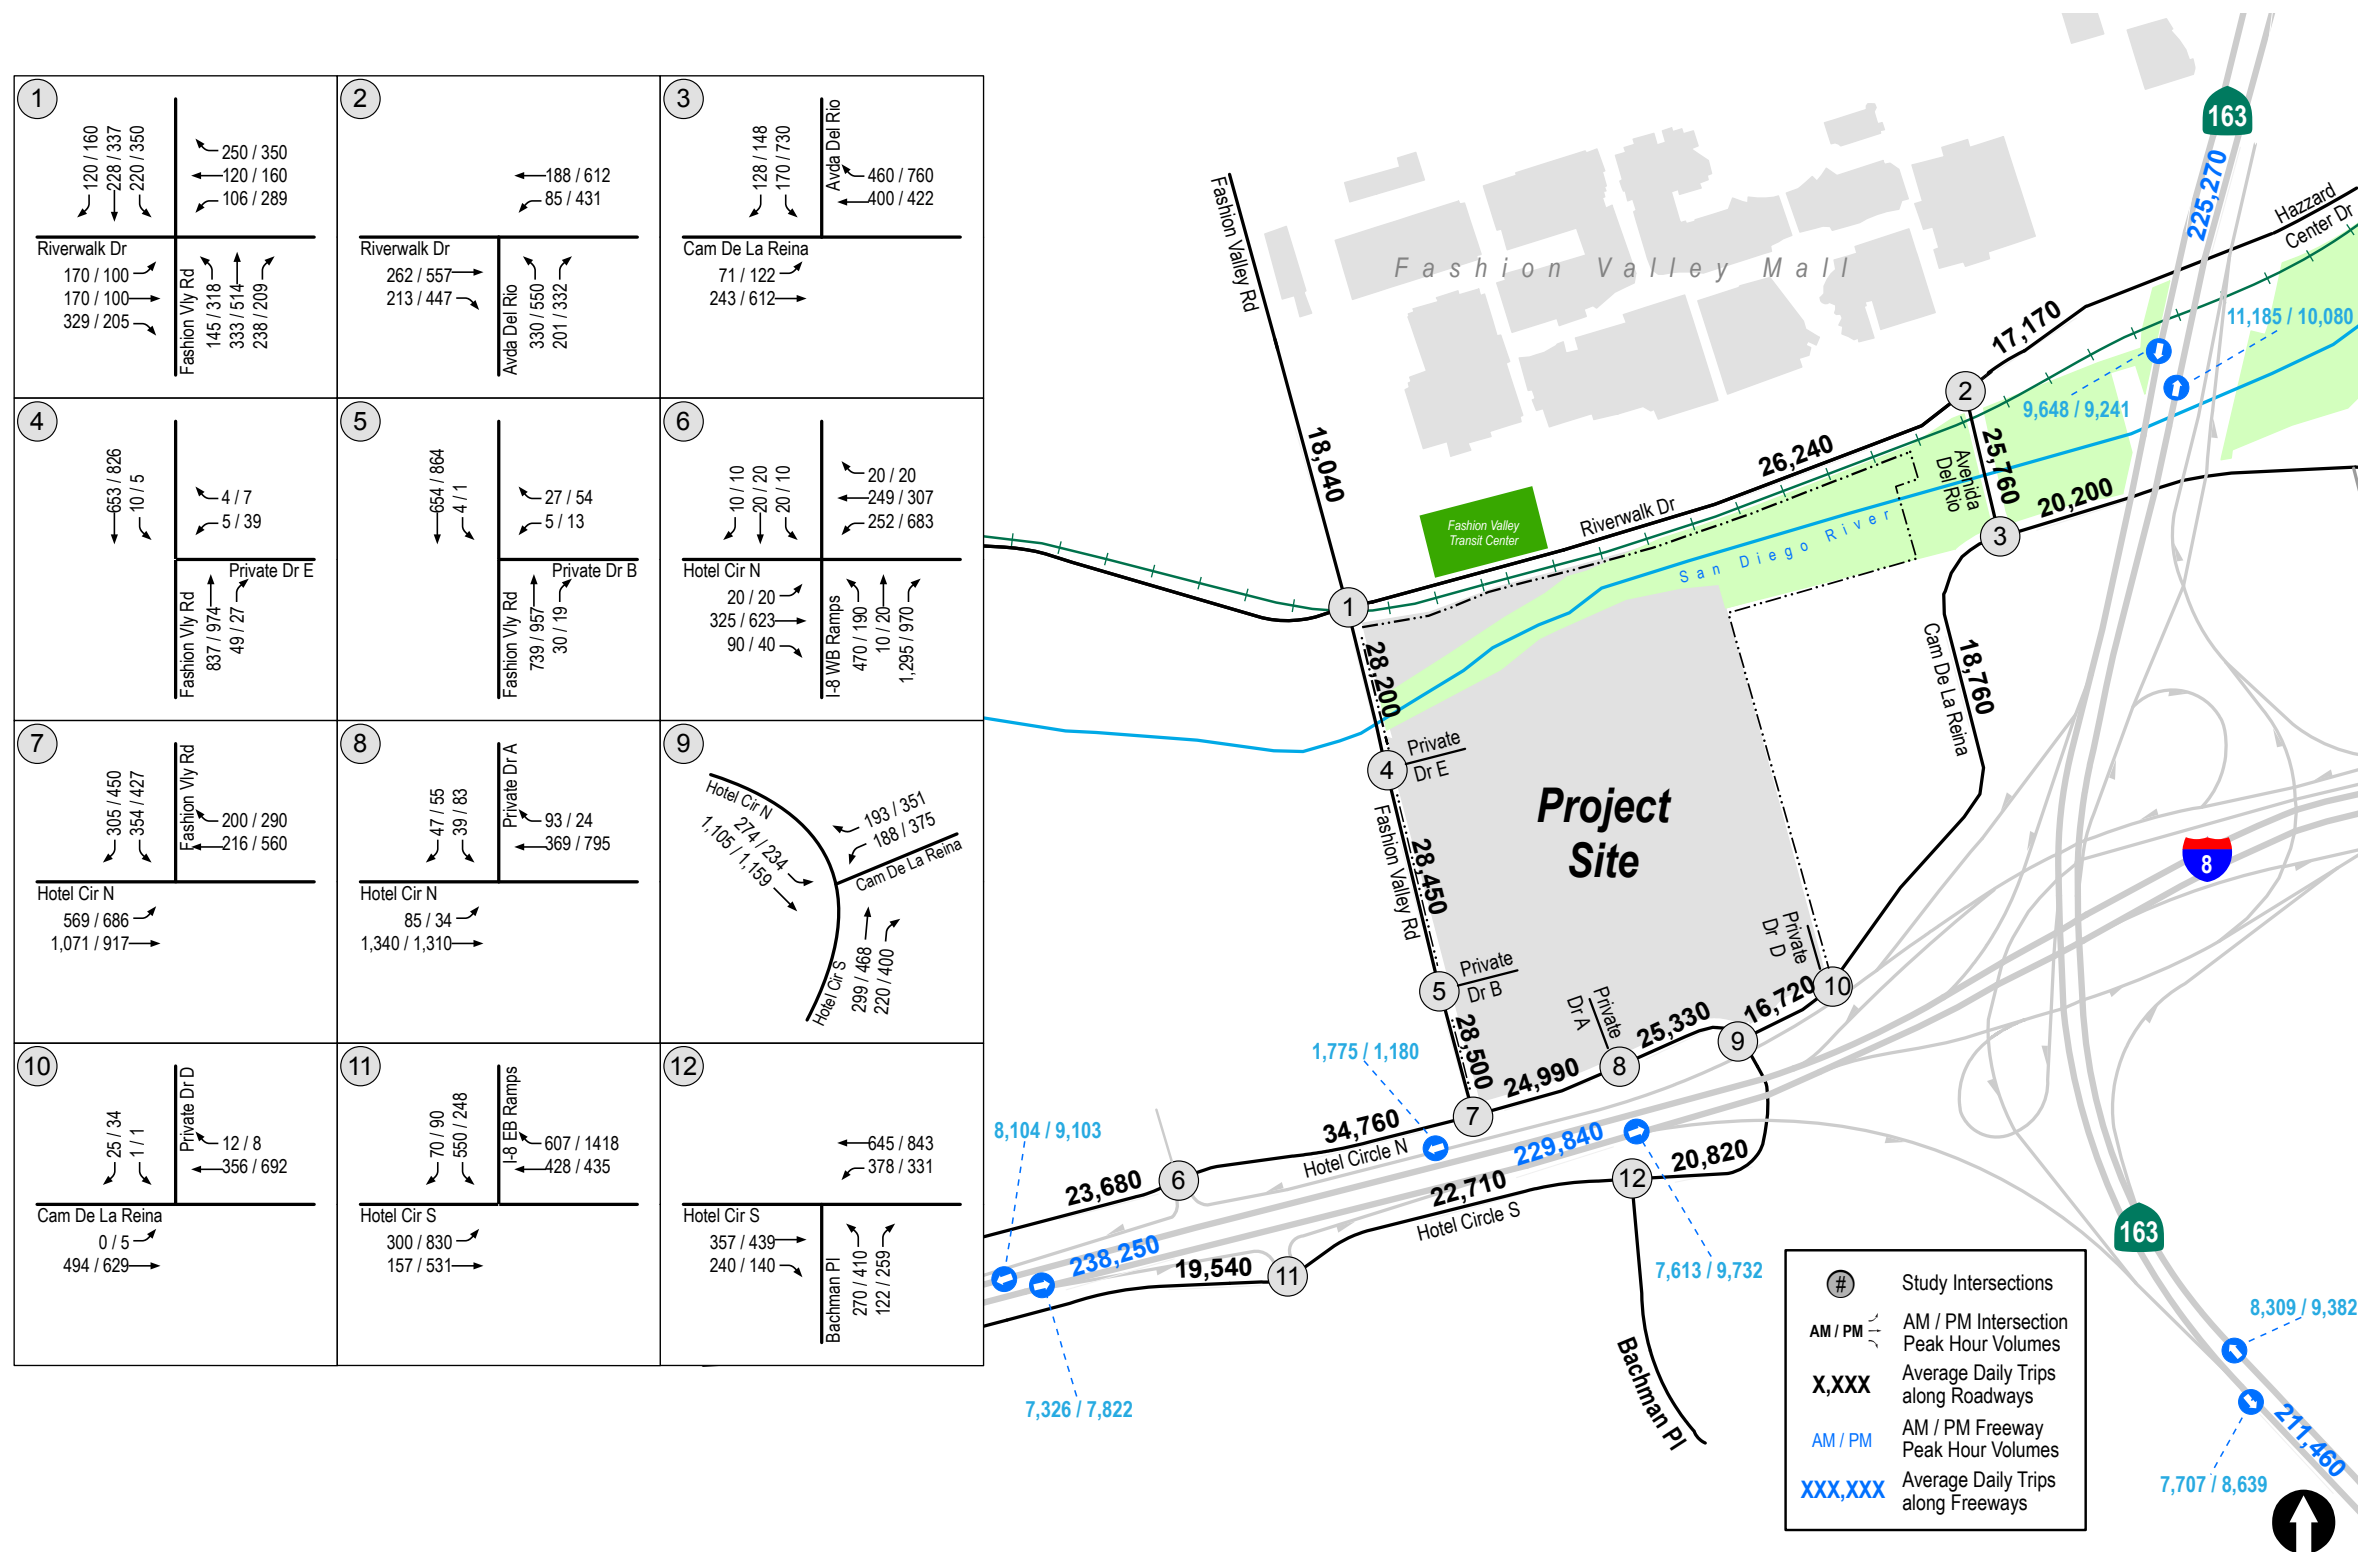 1
120 / 160
228 / 337
220 / 350
250 / 350
120 / 160
106 / 289
Riverwalk Dr
170 / 100
170 / 100
329 / 205
Fashion Vly Rd
145 / 318
333 / 514
238 / 209
2
188 / 612
85 / 431
Riverwalk Dr
262 / 557
213 / 447
Avda Del Rio
330 / 550
201 / 332
3
128 / 148
170 / 730
Avda Del Rio
460 / 760
400 / 422
Cam De La Reina
71 / 122
243 / 612
4
653 / 826
10 / 5
4 / 7
5 / 39
Private Dr E
Fashion Vly Rd
837 / 974
49 / 27
5
654 / 864
4 / 1
27 / 54
5 / 13
Private Dr B
Fashion Vly Rd
739 / 957
30 / 19
6
10 / 10
20 / 20
20 / 10
20 / 20
249 / 307
252 / 683
Hotel Cir N
20 / 20
325 / 623
90 / 40
I-8 WB Ramps
470 / 190
10 / 20
1,295 / 970
7
305 / 450
354 / 427
Fashion Vly Rd
200 / 290
216 / 560
Hotel Cir N
569 / 686
1,071 / 917
8
47 / 55
39 / 83
Private Dr A
93 / 24
369 / 795
Hotel Cir N
85 / 34
1,340 / 1,310
9
Hotel Cir N
274 / 234
1,105 / 1,159
193 / 351
188 / 375
Cam De La Reina
Hotel Cir S
299 / 468
220 / 400
10
25 / 34
1 / 1
Private Dr D
12 / 8
356 / 692
Cam De La Reina
0 / 5
494 / 629
11
70 / 90
550 / 248
I-8 EB Ramps
607 / 1418
428 / 435
Hotel Cir S
300 / 830
157 / 531
12
645 / 843
378 / 331
Hotel Cir S
357 / 439
240 / 140
Bachman Pl
270 / 410
122 / 259
163
225,270
Hazzard
Center Dr
Fashion Valley Rd
Fashion Valley Mall
17,170
11,185 / 10,080
9,648 / 9,241
2
18,040
26,240
25,760
Avenida
Del Rio
20,200
Fashion Valley
Transit Center
Riverwalk Dr
San Diego River
3
1
28,200
Cam De La Reina
18,760
4
Private
Dr E
Project
Site
Fashion Valley Rd
28,450
8
Private
Dr D
5
Private
Dr B
Private
Dr A
10
16,720
25,330
9
28,500
1,775 / 1,180
24,990
8
7
34,760
Hotel Circle N
229,840
8,104 / 9,103
23,680
6
22,710
Hotel Circle S
12
20,820
238,250
19,540
11
7,613 / 9,732
7,326 / 7,822
Bachman Pl
163
8,309 / 9,382
211,460
7,707 / 8,639
# Study Intersections
AM / PM AM / PM Intersection
Peak Hour Volumes
X,XXX Average Daily Trips
along Roadways
AM / PM AM / PM Freeway
Peak Hour Volumes
XXX,XXX Average Daily Trips
along Freeways